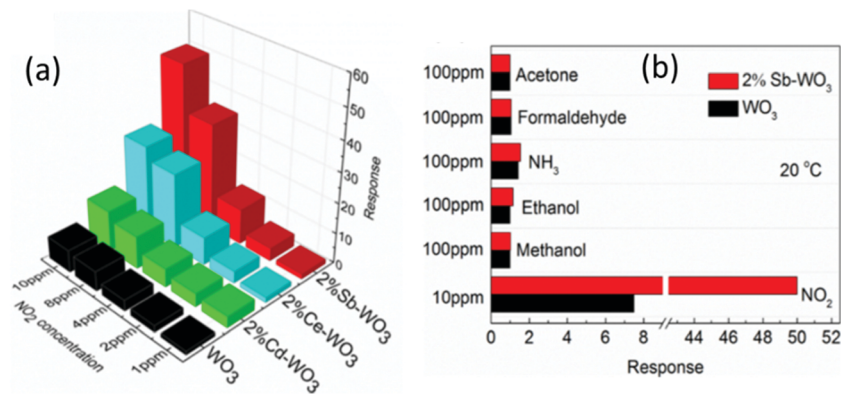 (a)
60
50
40
30
20
10
0
Response
10ppm
8ppm
4ppm
2ppm
1ppm
NO2 concentration
2%Sb-WO3
2%Ce-WO3
2%Cd-WO3
WO3
(b)
2% Sb-WO3
WO3
20 °C
100ppm Acetone
100ppm Formaldehyde
100ppm NH3
100ppm Ethanol
100ppm Methanol
10ppm NO2
0 2 4 6 8 44 46 48 50 52
Response